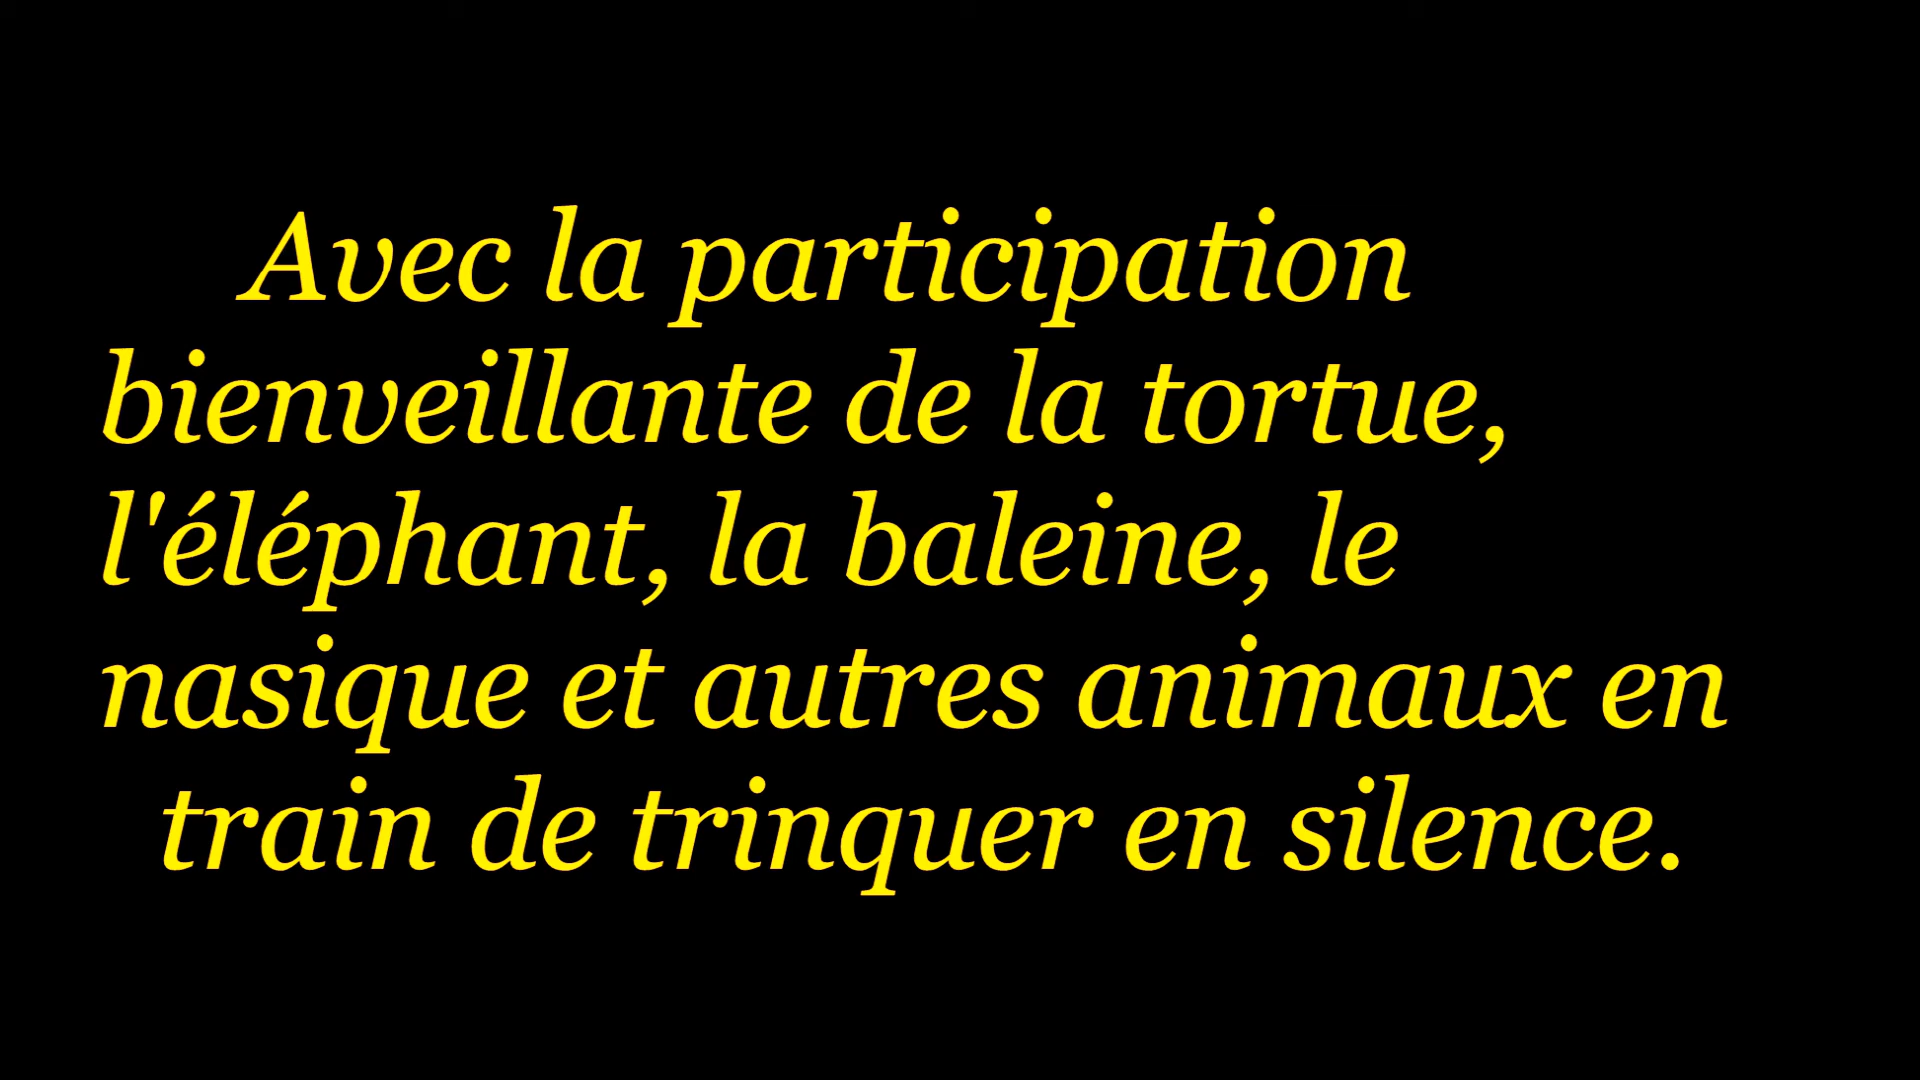 Avec la participation
bienveillante de la tortue,
l'éléphant, la baleine, le
nasique et autres animaux en
train de trinquer en silence.